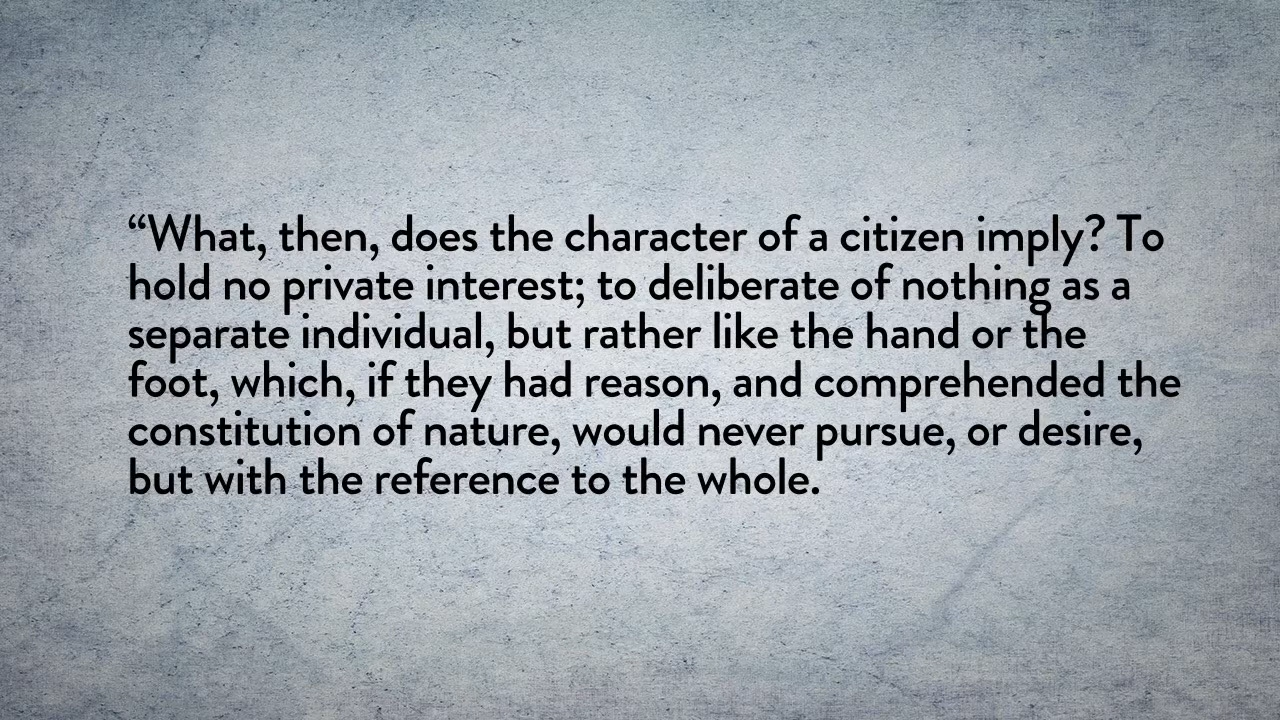 “What, then, does the character of a citizen imply? To
hold no private interest; to deliberate of nothing as a
separate individual, but rather like the hand or the
foot, which, if they had reason, and comprehended the
constitution of nature, would never pursue, or desire,
but with the reference to the whole.